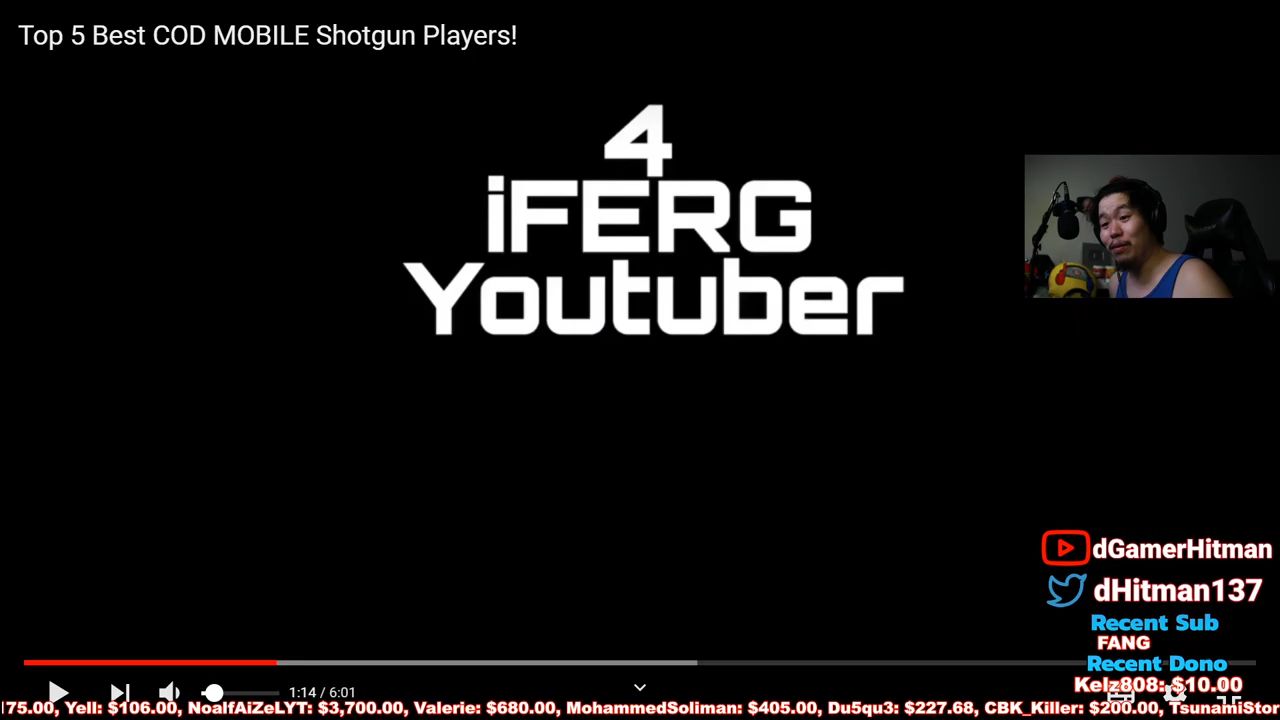 Top 5 Best COD MOBILE Shotgun Players!
4
iFERG
Youtuber
dGamerHitman
dHitman137
Recent Sub
FANG
Recent Dono
Kelz808: $10.00
1:14 / 6:01
175.00, Yell: $106.00, NoalfAiZeLYT: $3,700.00, Valerie: $680.00, MohammedSoliman: $405.00, Du5qu3: $227.68, CBK_Killer: $200.00, TsunamiStor